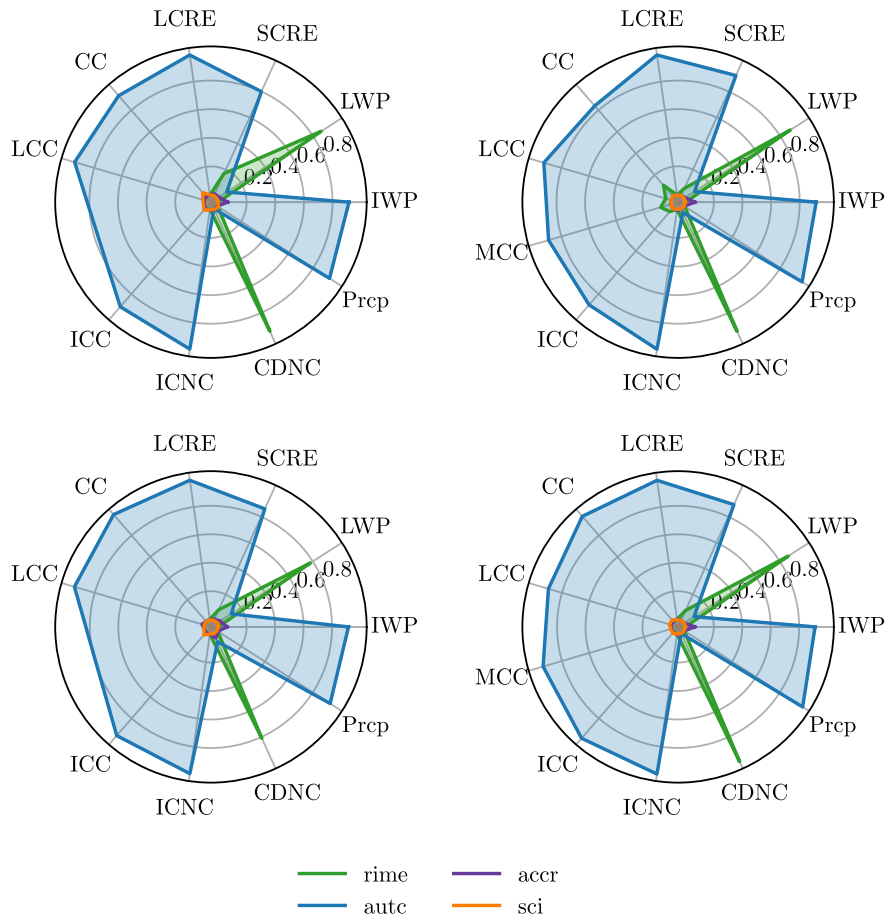 LCRE LCRE
SCRE SCRE
CC CC
LWP LWP
0.8 0.8
LCC 0.6 LCC 0.6
0.4 0.4
0.2 0.2
IWP IWP
MCC
Prcp Prcp
ICC ICC
CDNC CDNC
ICNC ICNC
LCRE LCRE
SCRE SCRE
CC CC
LWP LWP
0.8 0.8
LCC 0.6 LCC 0.6
0.4 0.4
0.2 0.2
IWP IWP
MCC
Prcp Prcp
ICC ICC
CDNC CDNC
ICNC ICNC
rime accr
autc sci